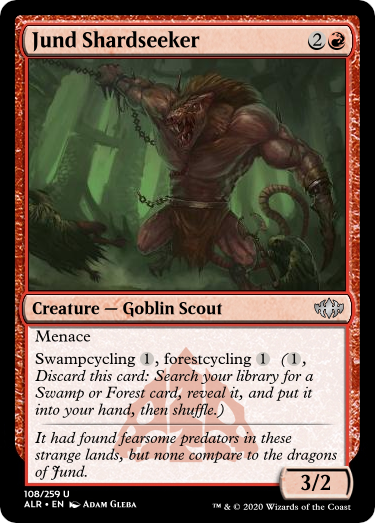 Jund Shardseeker 2
Creature — Goblin Scout
Menace
Swampcycling 1, forestcycling 1 (1,
Discard this card: Search your library for a
Swamp or Forest card, reveal it, and put it
into your hand, then shuffle.)
It had found fearsome predators in these
strange lands, but none compare to the dragons
of Jund.
3/2
108/259 U
ALR • EN Adam Gleba
™ & © 2020 Wizards of the Coast